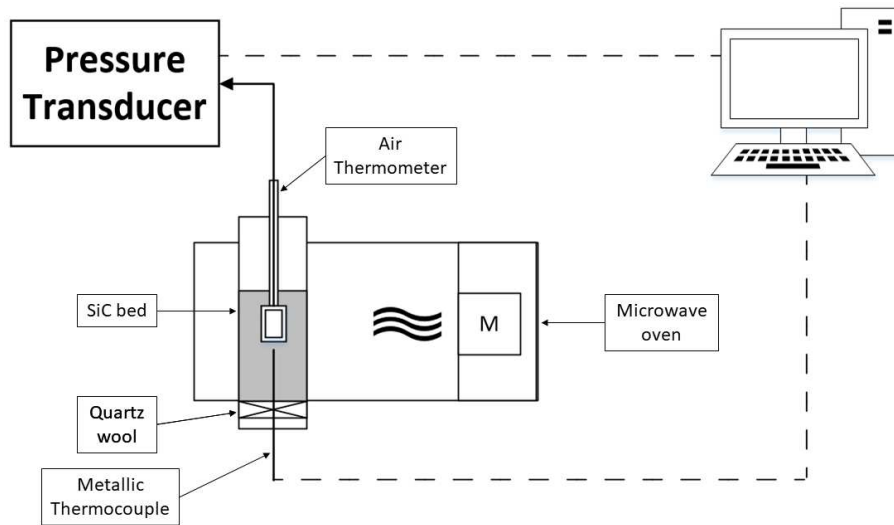 Pressure
Transducer
Air
Thermometer
SiC bed
M
Microwave
oven
Quartz
wool
Metallic
Thermocouple